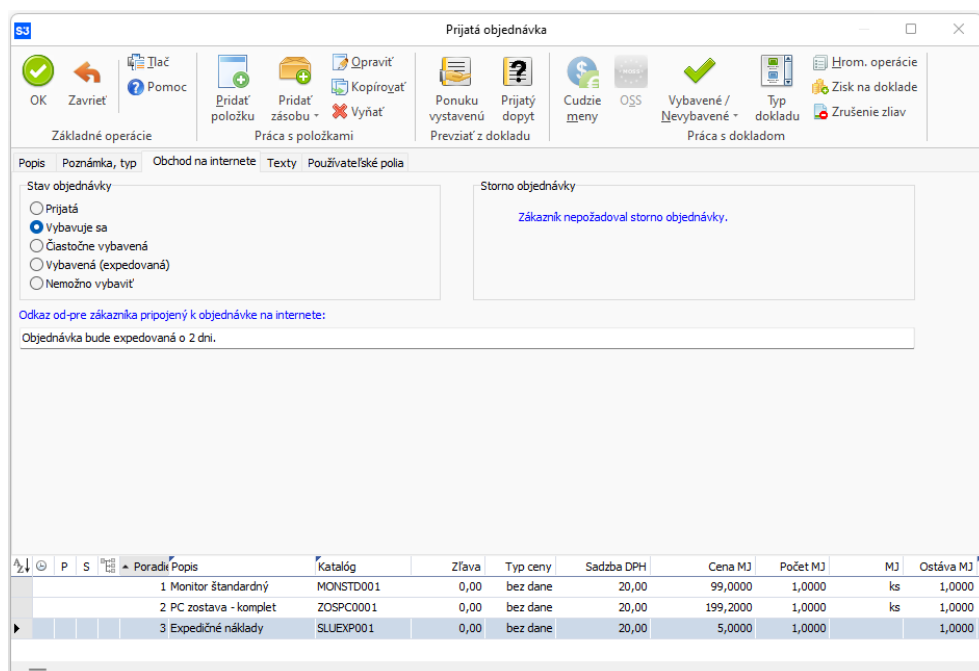 S3 Prijatá objednávka
OK
Zavrieť
Tlač
Pomoc
Základné operácie
Pridať položku
Pridať zásobu
Opraviť
Kopírovať
Vyňať
Práca s položkami
Ponuku vystavenú
Prijatý dopyt
Prevziať z dokladu
Cudzie meny
OSS
Vybavené / Nevybavené
Typ dokladu
Hrom. operácie
Zisk na doklade
Zrušenie zliav
Práca s dokladom
Popis Poznámka, typ Obchod na internete Texty Používateľské polia
Stav objednávky
Prijatá
Vybavuje sa
Čiastočne vybavená
Vybavená (expedovaná)
Nemožno vybaviť
Storno objednávky
Zákazník nepožadoval storno objednávky.
Odkaz od-pre zákazníka pripojený k objednávke na internete:
Objednávka bude expedovaná o 2 dni.
P S Poradie Popis Katalóg Zľava Typ ceny Sadzba DPH Cena MJ Počet MJ MJ Ostáva MJ
1 Monitor štandardný MONSTD001 0,00 bez dane 20,00 99,0000 1,0000 ks 1,0000
2 PC zostava - komplet ZOSPC0001 0,00 bez dane 20,00 199,2000 1,0000 ks 1,0000
3 Expedičné náklady SLUEXP001 0,00 bez dane 20,00 5,0000 1,0000 1,0000